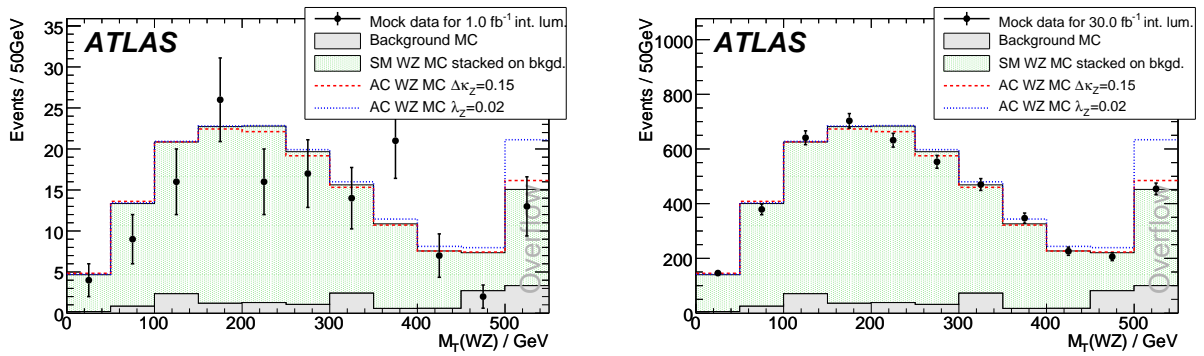 Events / 50GeV
35
30
25
20
15
10
5
0
ATLAS
Mock data for 1.0 fb⁻¹ int. lum.
Background MC
SM WZ MC stacked on bkgd.
AC WZ MC Δκ_Z=0.15
AC WZ MC λ_Z=0.02
Overflow
0 100 200 300 400 500
M_T(WZ) / GeV
Events / 50GeV
1000
800
600
400
200
0
ATLAS
Mock data for 30.0 fb⁻¹ int. lum.
Background MC
SM WZ MC stacked on bkgd.
AC WZ MC Δκ_Z=0.15
AC WZ MC λ_Z=0.02
Overflow
0 100 200 300 400 500
M_T(WZ) / GeV